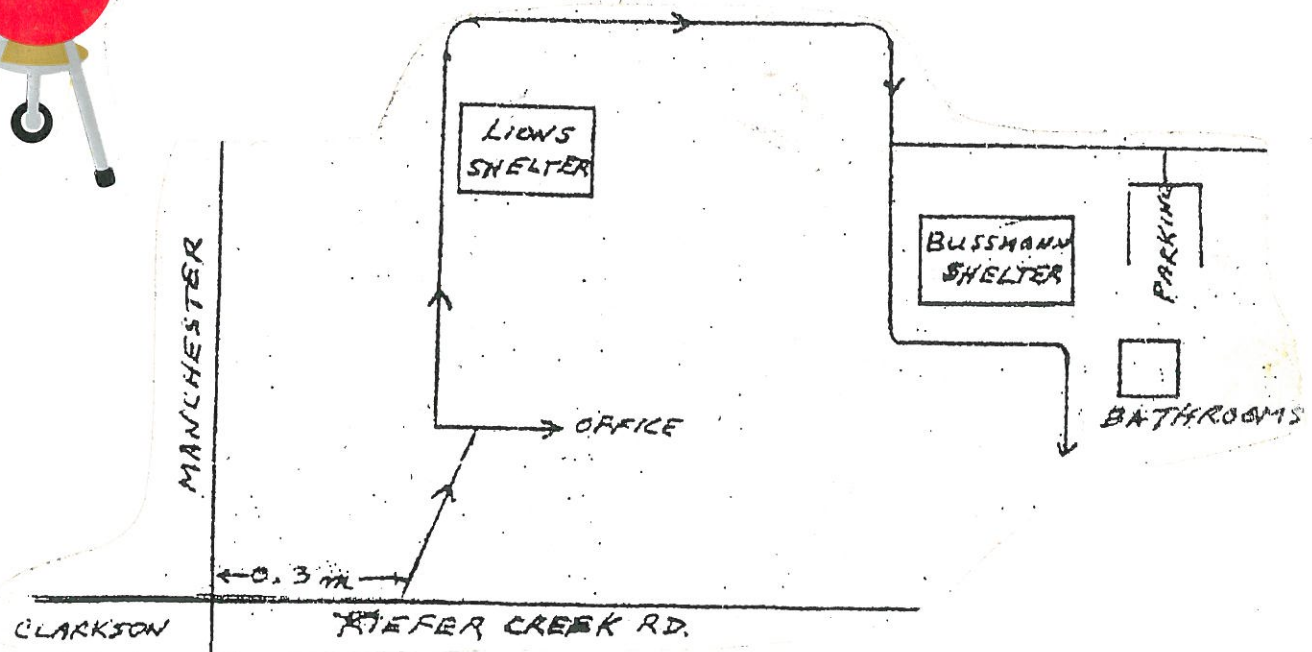 LIONS
SHELTER
BUSSMANN
SHELTER
PARKING
MANCHESTER
OFFICE
BATHROOMS
0.3 m
CLARKSON
KIEFER CREEK RD.